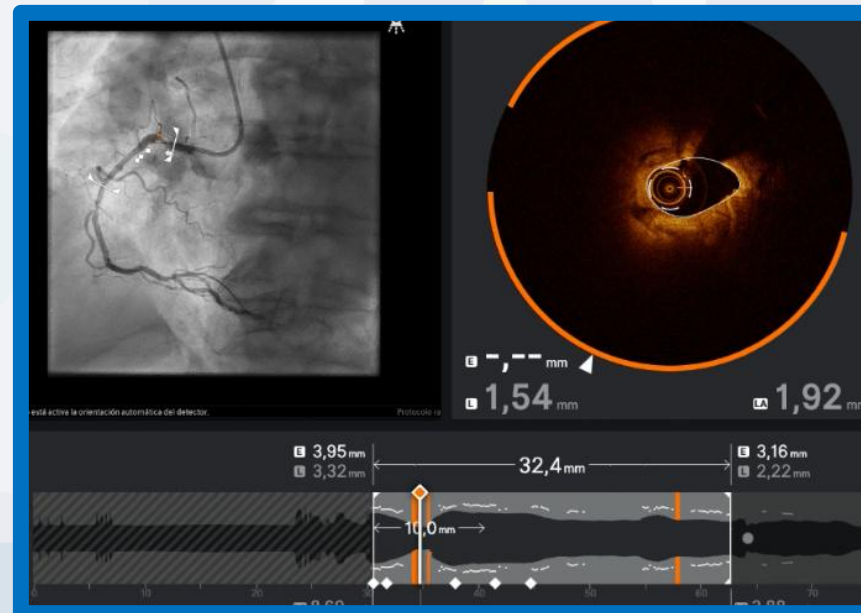 está activa la orientación automática del detector.
Protocolo ra
E -,-- mm
L 1,54 mm
LA 1,92 mm
E 3,95 mm
L 3,32 mm
32,4 mm
E 3,16 mm
L 2,22 mm
10,0 mm
0 10 20 30 40 50 60 70